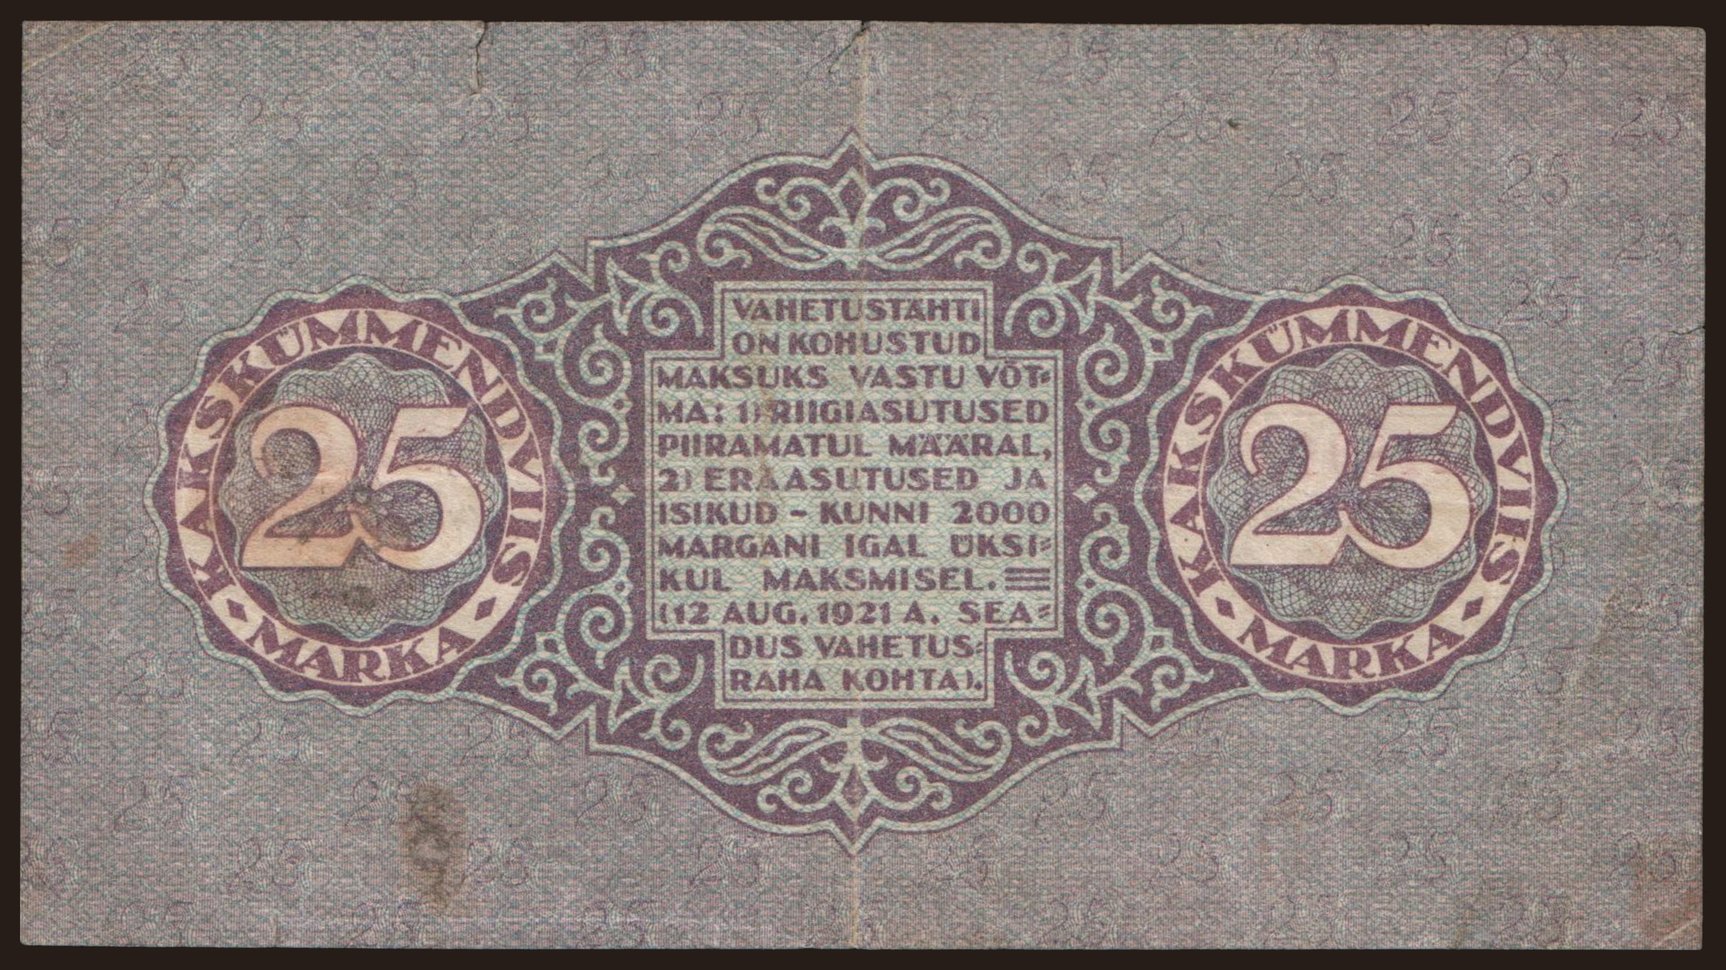 KAKSKÜMMENDVIIS
25
MARKA
VAHETUSTÄHTI
ON KOHUSTUD
MAKSUKS VASTU VÕT=
MA: 1) RIIGIASUTUSED
PIIRAMATUL MÄÄRAL,
2) ERAASUTUSED JA
ISIKUD – KUNNI 2000
MARGANI IGAL ÜKSI=
KUL MAKSMISEL.
(12 AUG. 1921 A. SEA=
DUS VAHETUS=
RAHA KOHTA).
KAKSKÜMMENDVIIS
25
MARKA